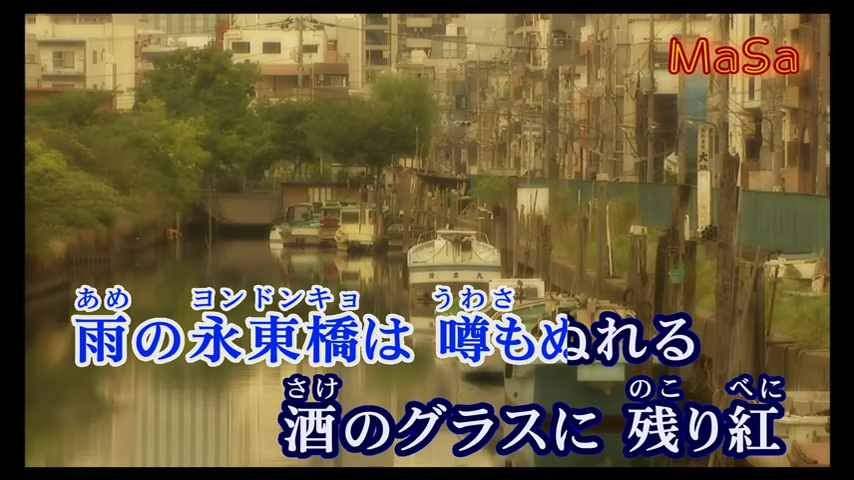 MaSa
あめ ヨンドンキョ うわさ
雨の永東橋は 噂もぬれる
さけ のこ べに
酒のグラスに 残り紅